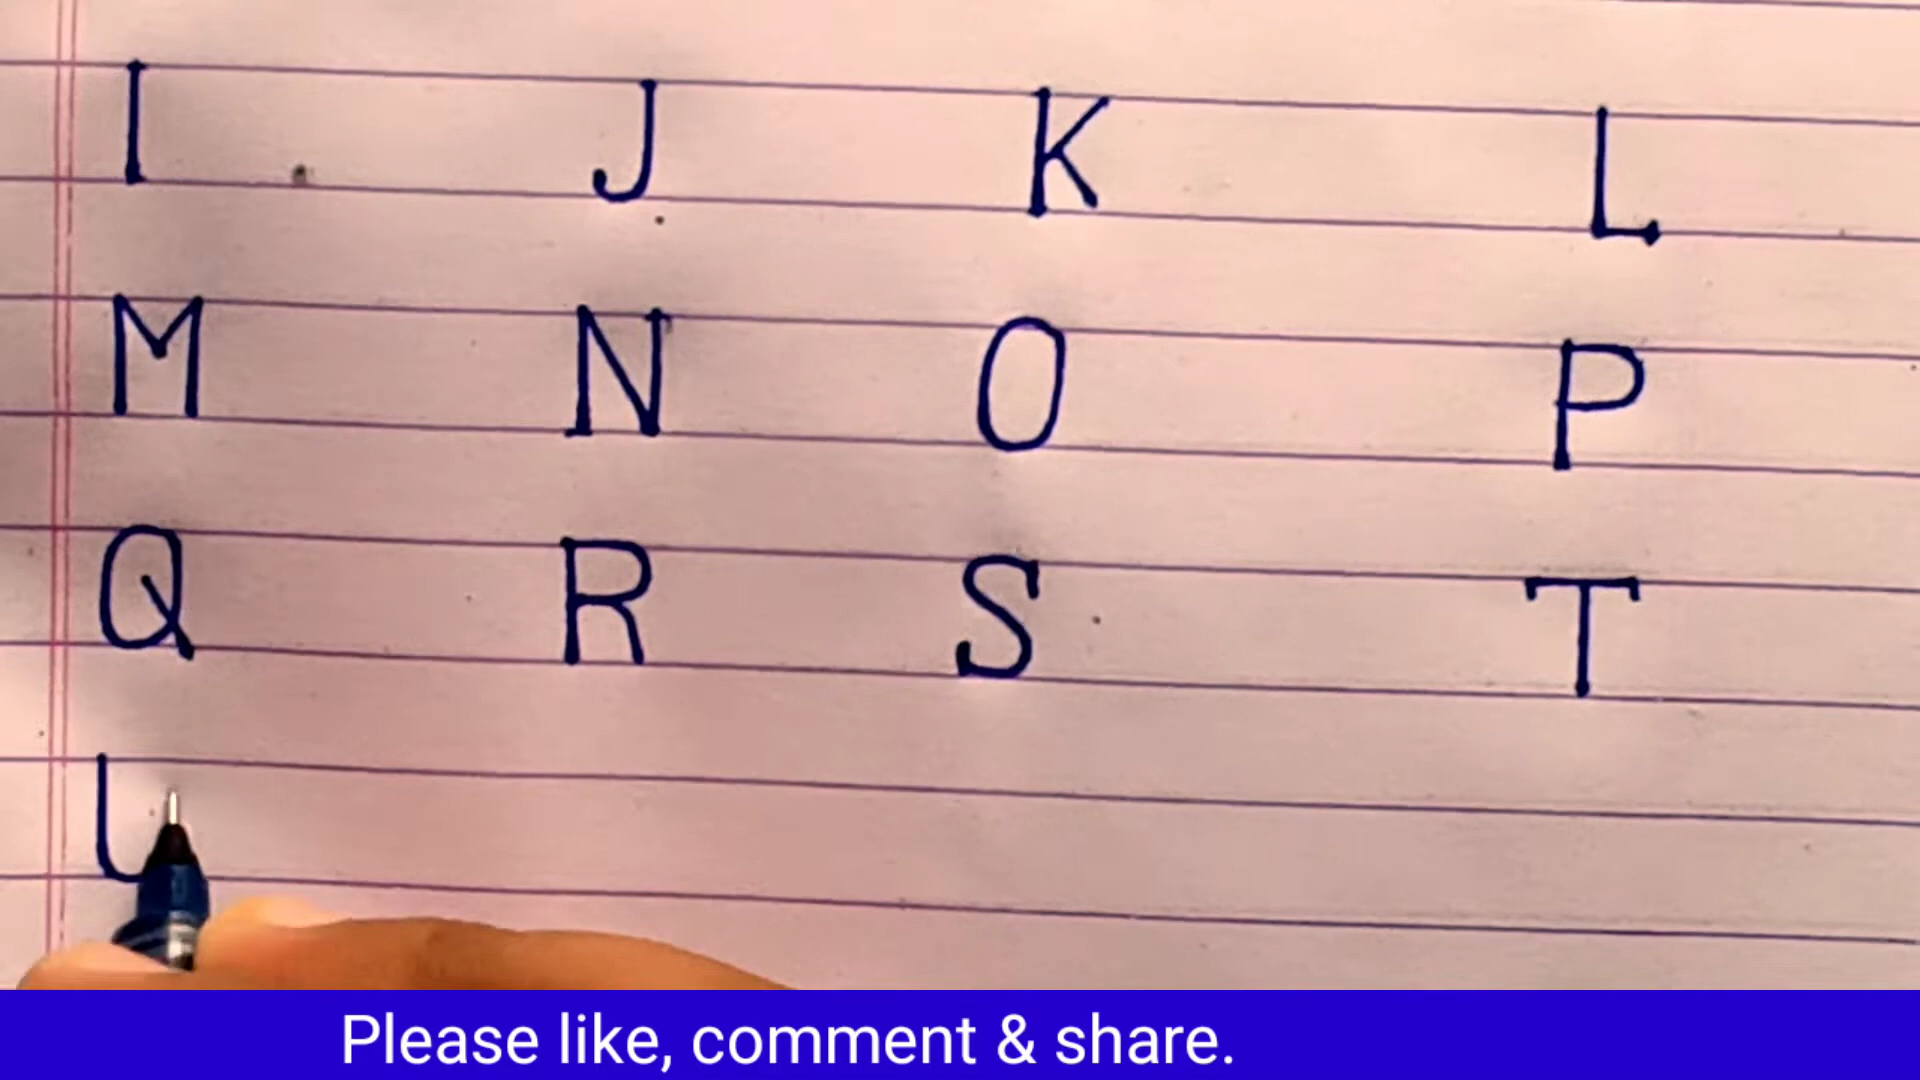 I J K L
M N O P
Q R S T
Please like, comment & share.